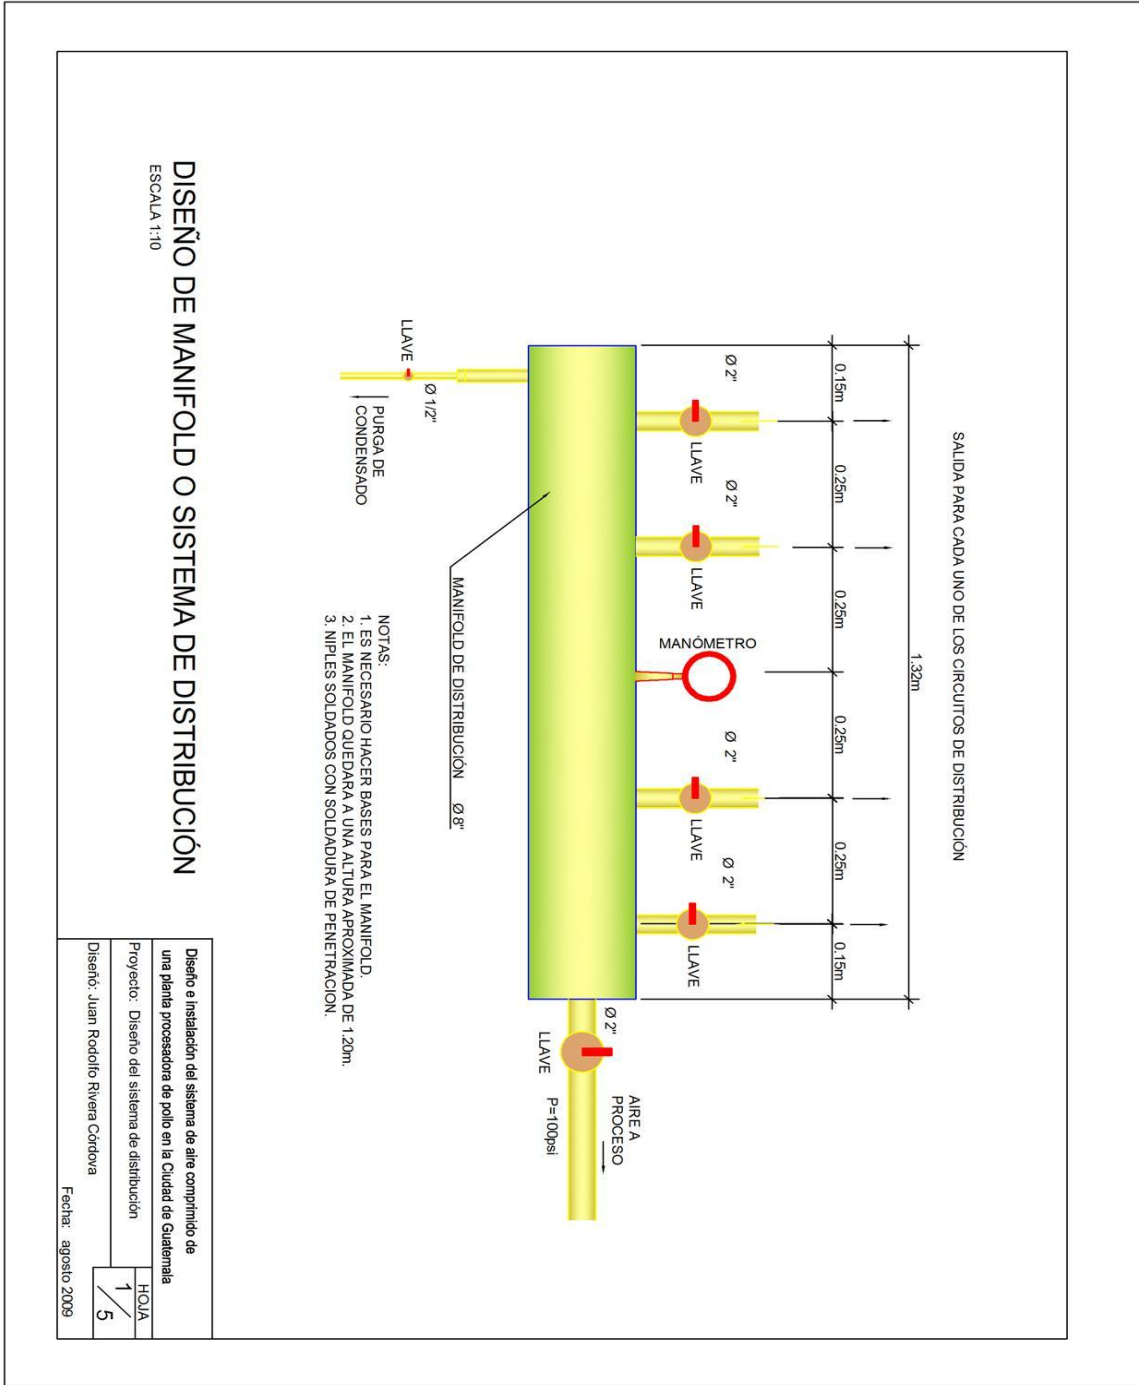 SALIDA PARA CADA UNO DE LOS CIRCUITOS DE DISTRIBUCIÓN
1.32m
0.15m
0.25m
0.25m
0.25m
0.25m
0.15m
Ø 2"
Ø 2"
Ø 2"
Ø 2"
MANÓMETRO
LLAVE
LLAVE
LLAVE
LLAVE
Ø 2"
LLAVE
AIRE A
PROCESO
P=100psi
LLAVE
Ø 1/2"
PURGA DE
CONDENSADO
MANIFOLD DE DISTRIBUCIÓN Ø8"
NOTAS:
1. ES NECESARIO HACER BASES PARA EL MANIFOLD.
2. EL MANIFOLD QUEDARA A UNA ALTURA APROXIMADA DE 1.20m.
3. NIPLES SOLDADOS CON SOLDADURA DE PENETRACION.
DISEÑO DE MANIFOLD O SISTEMA DE DISTRIBUCIÓN
ESCALA 1:10
Diseño e instalación del sistema de aire comprimido de
una planta procesadora de pollo en la Ciudad de Guatemala
Proyecto: Diseño del sistema de distribución
HOJA
1/5
Diseñó: Juan Rodolfo Rivera Córdova
Fecha: agosto 2009